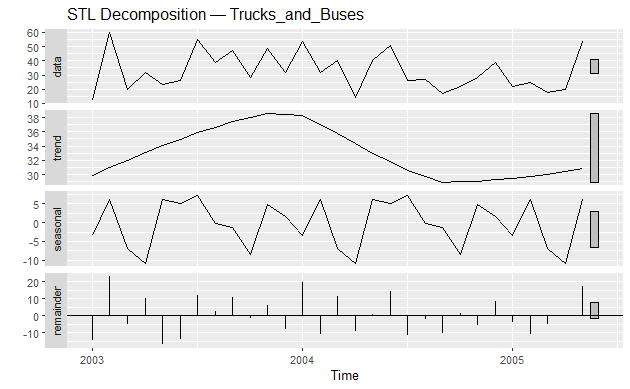 STL Decomposition — Trucks_and_Buses
data
60
50
40
30
20
10
trend
38
36
34
32
30
seasonal
5
0
-5
-10
remainder
20
10
0
-10
2003 2004 2005
Time